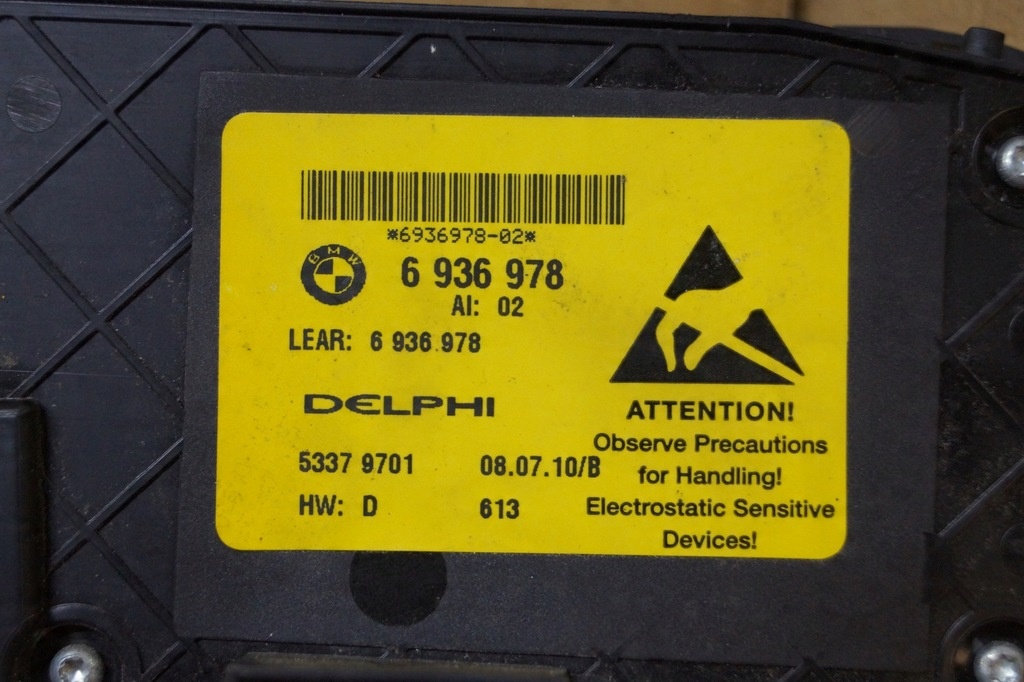 *6936978-02*
BMW
6 936 978
AI: 02
LEAR: 6 936 978
DELPHI
5337 9701 08.07.10/B
HW: D 613
ATTENTION!
Observe Precautions
for Handling!
Electrostatic Sensitive
Devices!